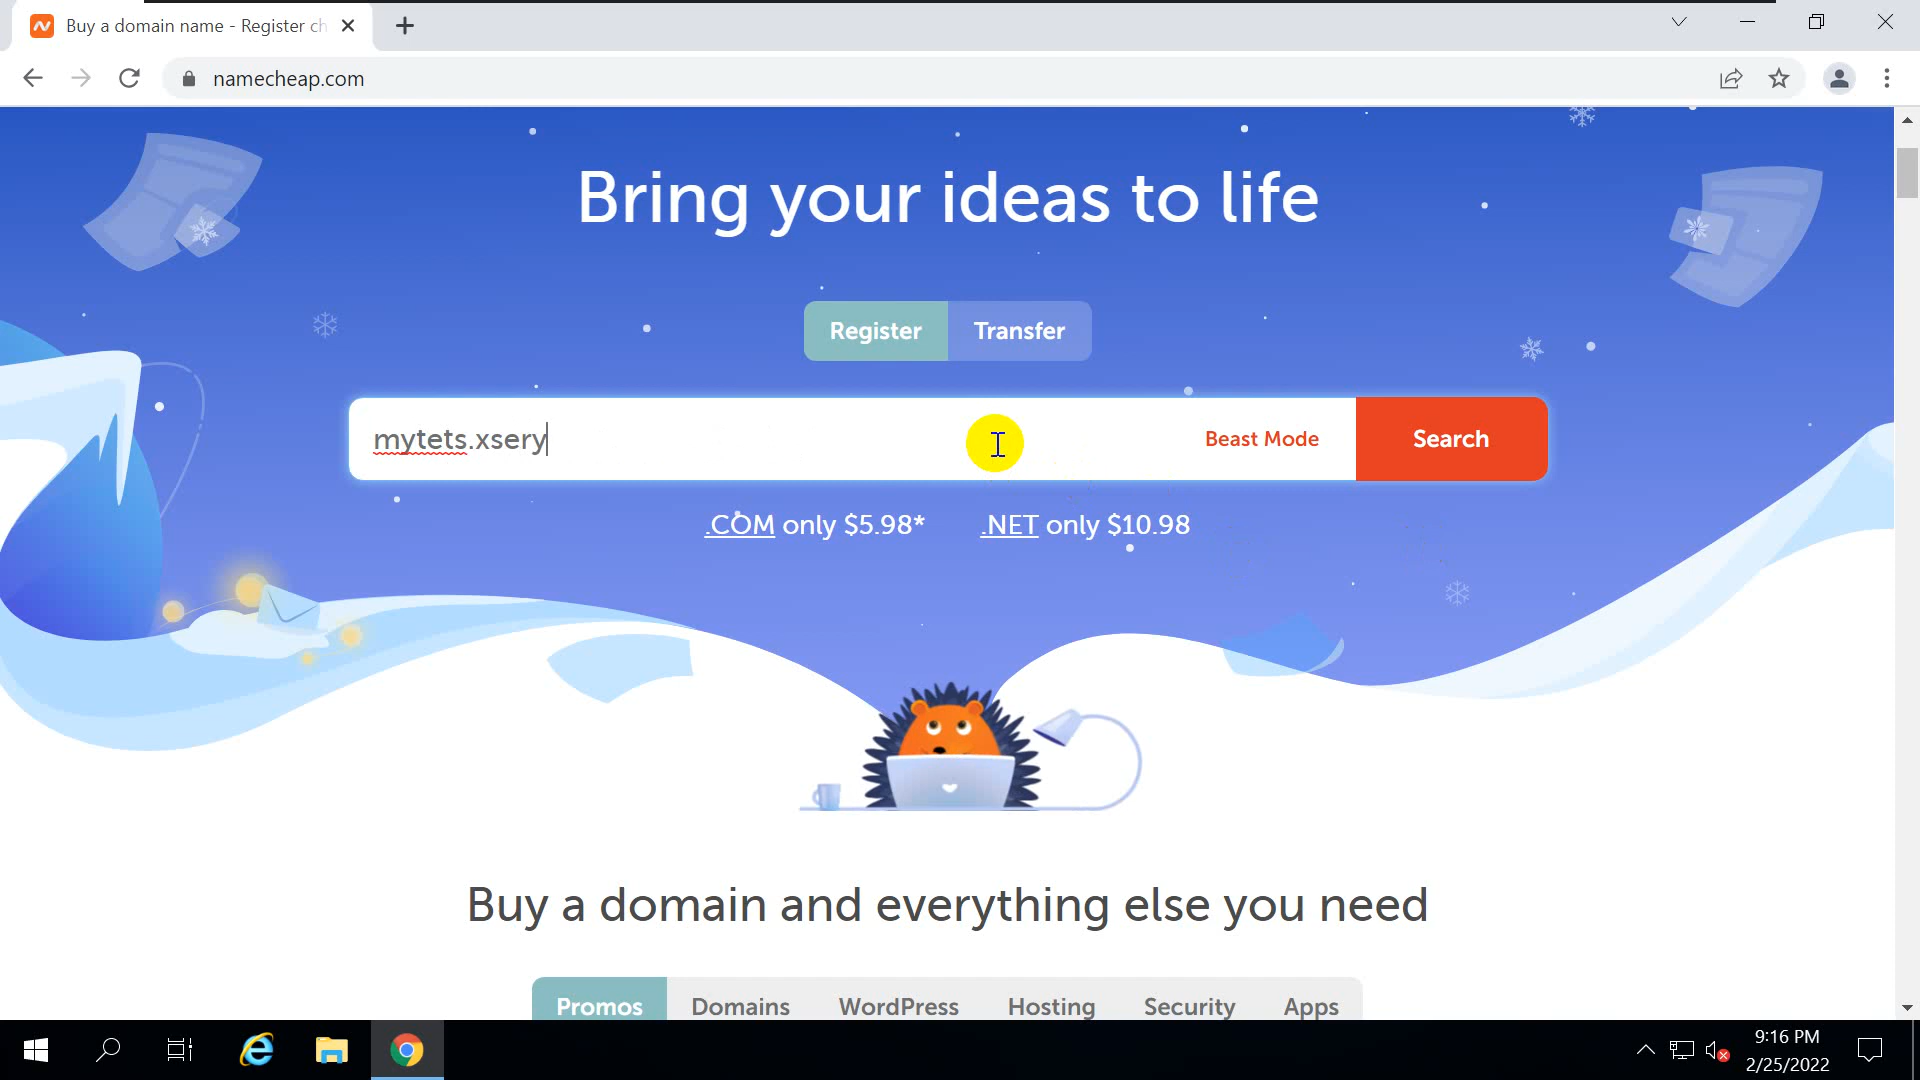 Buy a domain name - Register ch
namecheap.com
Bring your ideas to life
Register
Transfer
mytets.xsery
Beast Mode
Search
.COM only $5.98*
.NET only $10.98
Buy a domain and everything else you need
Promos
Domains
WordPress
Hosting
Security
Apps
9:16 PM
2/25/2022